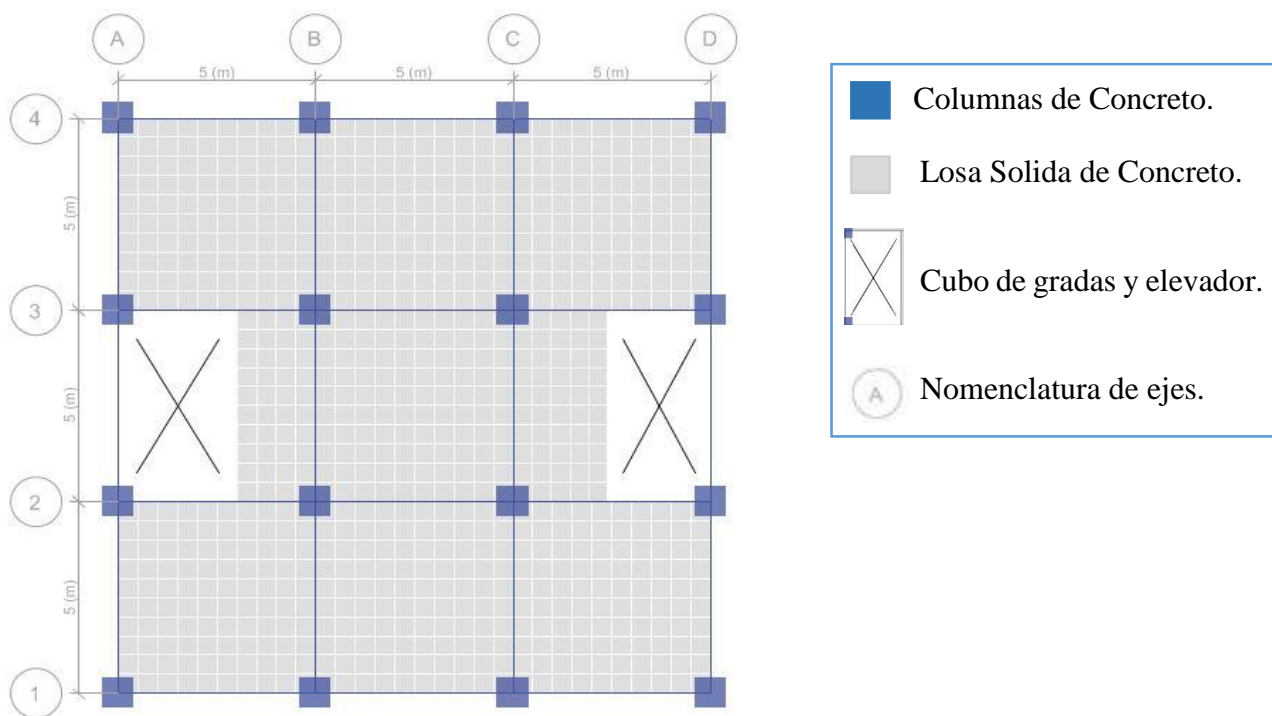 A B C D
5 (m) 5 (m) 5 (m)
4
5 (m)
3
5 (m)
2
5 (m)
1
Columnas de Concreto.
Losa Solida de Concreto.
Cubo de gradas y elevador.
A Nomenclatura de ejes.